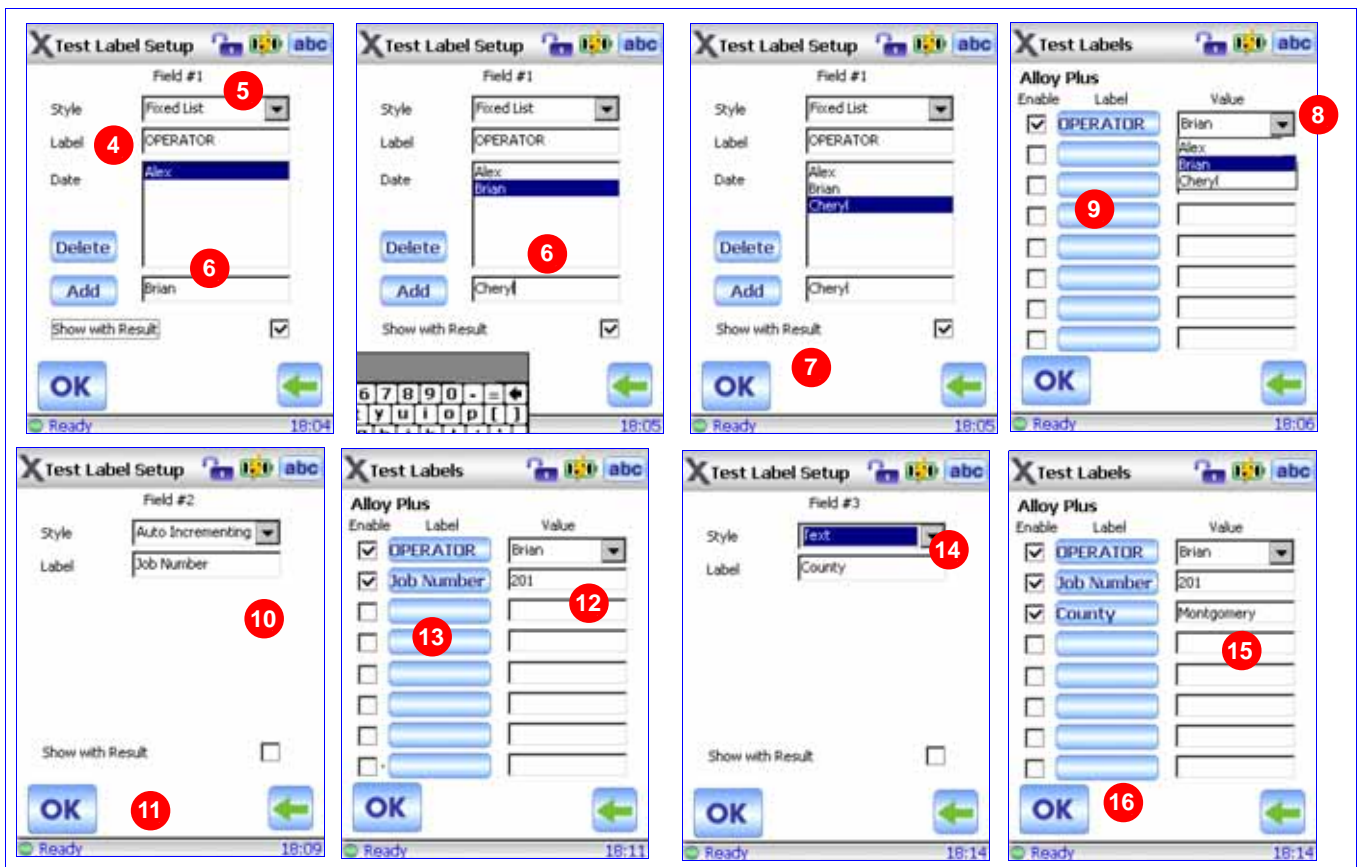 Test Label Setup abc
Field #1
5
Style Fixed List
4
Label OPERATOR
Date Alex
Delete
6
Add Brian
Show with Result
OK
Ready 18:04
Test Label Setup abc
Field #1
Style Fixed List
Label OPERATOR
Date Alex
Brian
Delete
6
Add Cheryl
Show with Result
6 7 8 9 0 - =
y u i o p [ ]
18:05
Test Label Setup abc
Field #1
Style Fixed List
Label OPERATOR
Date Alex
Brian
Cheryl
Delete
Add Cheryl
Show with Result
7
OK
Ready 18:05
Test Labels abc
Alloy Plus
Enable Label Value
8
OPERATOR Brian
Alex
Brian
Cheryl
9
OK
Ready 18:06
Test Label Setup abc
Field #2
Style Auto Incrementing
Label Job Number
10
Show with Result
OK
11
Ready 18:09
Test Labels abc
Alloy Plus
Enable Label Value
OPERATOR Brian
Job Number 201
12
13
OK
Ready 18:11
Test Label Setup abc
Field #3
Style Text
14
Label County
Show with Result
OK
Ready 18:14
Test Labels abc
Alloy Plus
Enable Label Value
OPERATOR Brian
Job Number 201
County Montgomery
15
16
OK
Ready 18:14